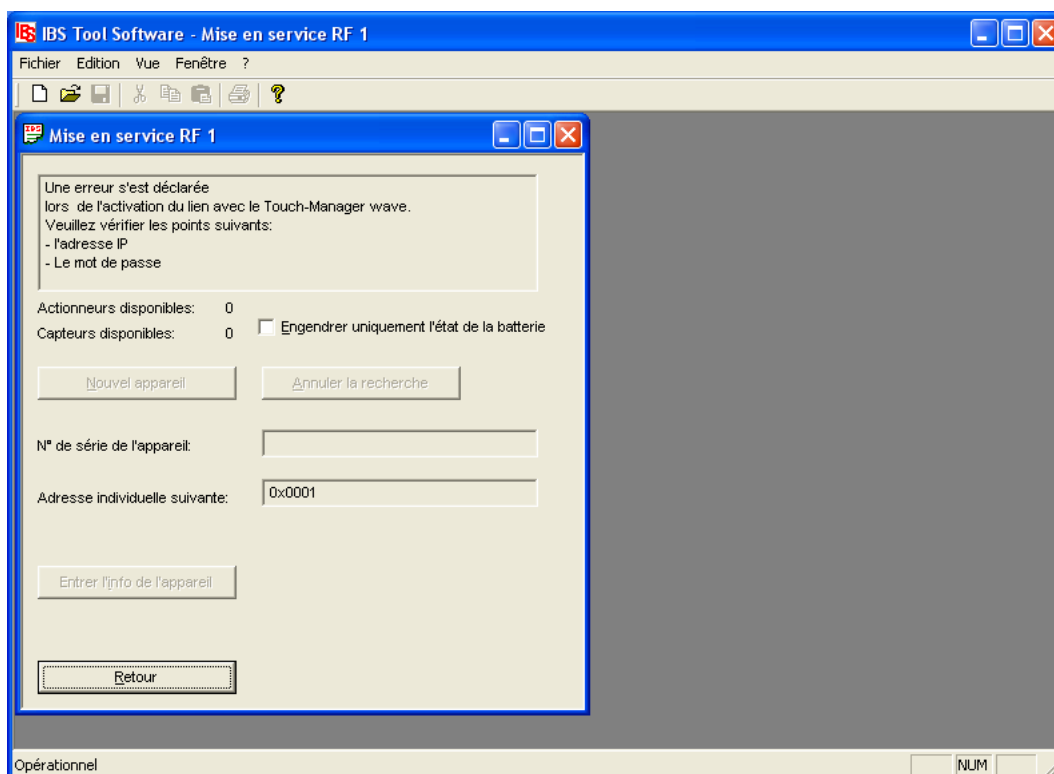 IBS Tool Software - Mise en service RF 1
Fichier Edition Vue Fenêtre ?
Mise en service RF 1
Une erreur s'est déclarée
lors de l'activation du lien avec le Touch-Manager wave.
Veuillez vérifier les points suivants:
- l'adresse IP
- Le mot de passe
Actionneurs disponibles: 0
Engendrer uniquement l'état de la batterie
Capteurs disponibles: 0
Nouvel appareil Annuler la recherche
N° de série de l'appareil:
Adresse individuelle suivante: 0x0001
Entrer l'info de l'appareil
Retour
Opérationnel NUM